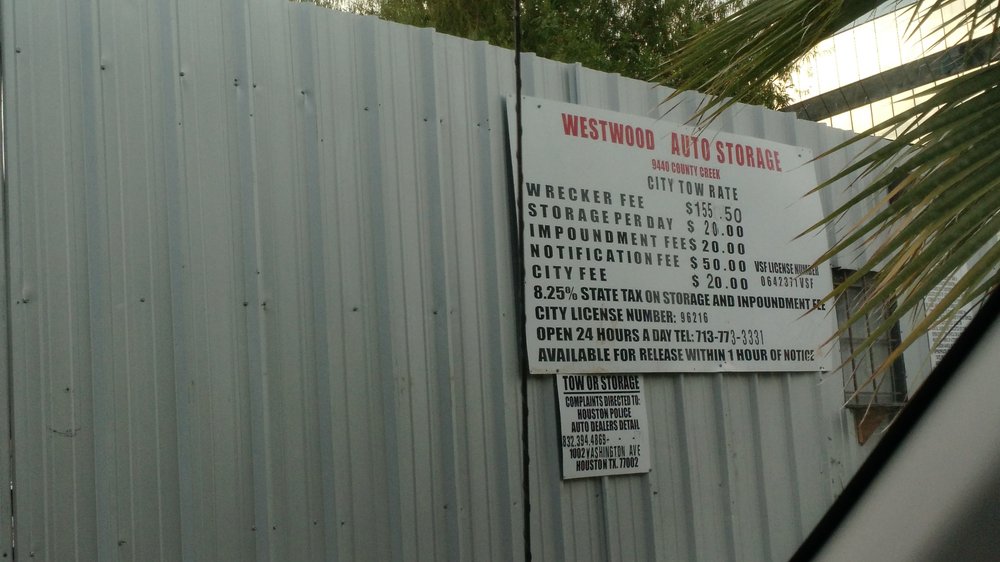 WESTWOOD AUTO STORAGE
9440 COUNTY CREEK
CITY TOW RATE
WRECKER FEE $155.50
STORAGE PER DAY $ 20.00
IMPOUNDMENT FEE $ 20.00
NOTIFICATION FEE $ 50.00 VSF LICENSE NUMBER
CITY FEE $ 20.00 0642371VSF
8.25% STATE TAX ON STORAGE AND INPOUNDMENT FEE
CITY LICENSE NUMBER: 96216
OPEN 24 HOURS A DAY TEL: 713-773-3331
AVAILABLE FOR RELEASE WITHIN 1 HOUR OF NOTICE
TOW OR STORAGE
COMPLAINTS DIRECTED TO:
HOUSTON POLICE
AUTO DEALERS DETAIL
832.394.4869- - -
1002 WASHINGTON AVE
HOUSTON TX. 77002